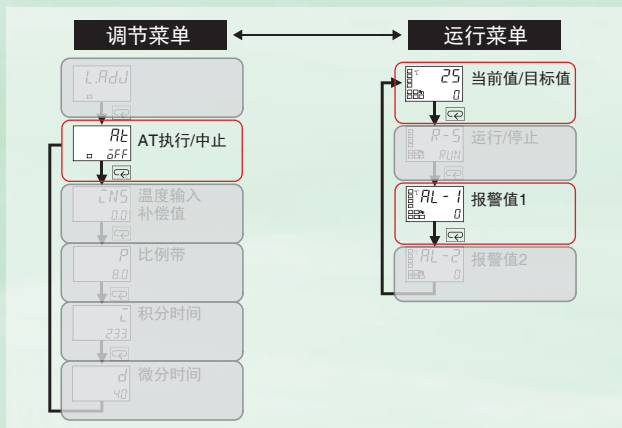 调节菜单
运行菜单
L.AdJ
AT
oFF
AT执行/中止
INS
0.0
温度输入
补偿值
P
8.0
比例带
i
233
积分时间
d
40
微分时间
℃
25
0
当前值/目标值
R-S
RUN
运行/停止
℃
AL-1
0
报警值1
℃
AL-2
0
报警值2